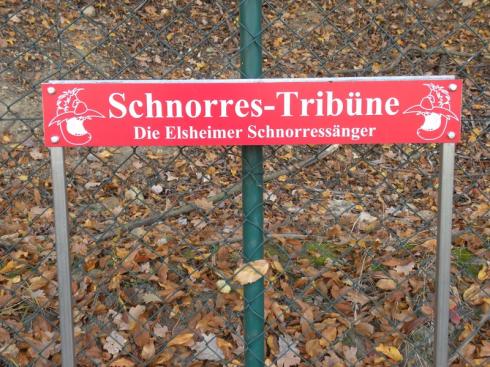 Schnorres-Tribüne
Die Elsheimer Schnorressänger